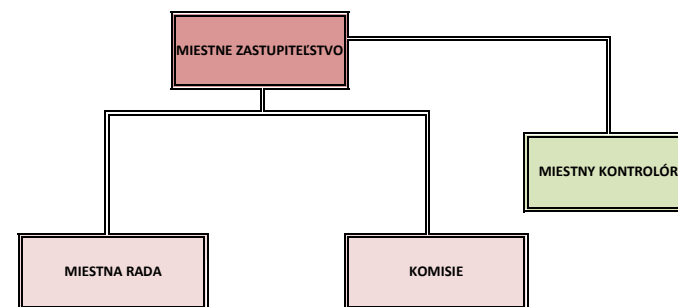 MIESTNE ZASTUPITEĽSTVO
MIESTNY KONTROLÓR
MIESTNA RADA
KOMISIE